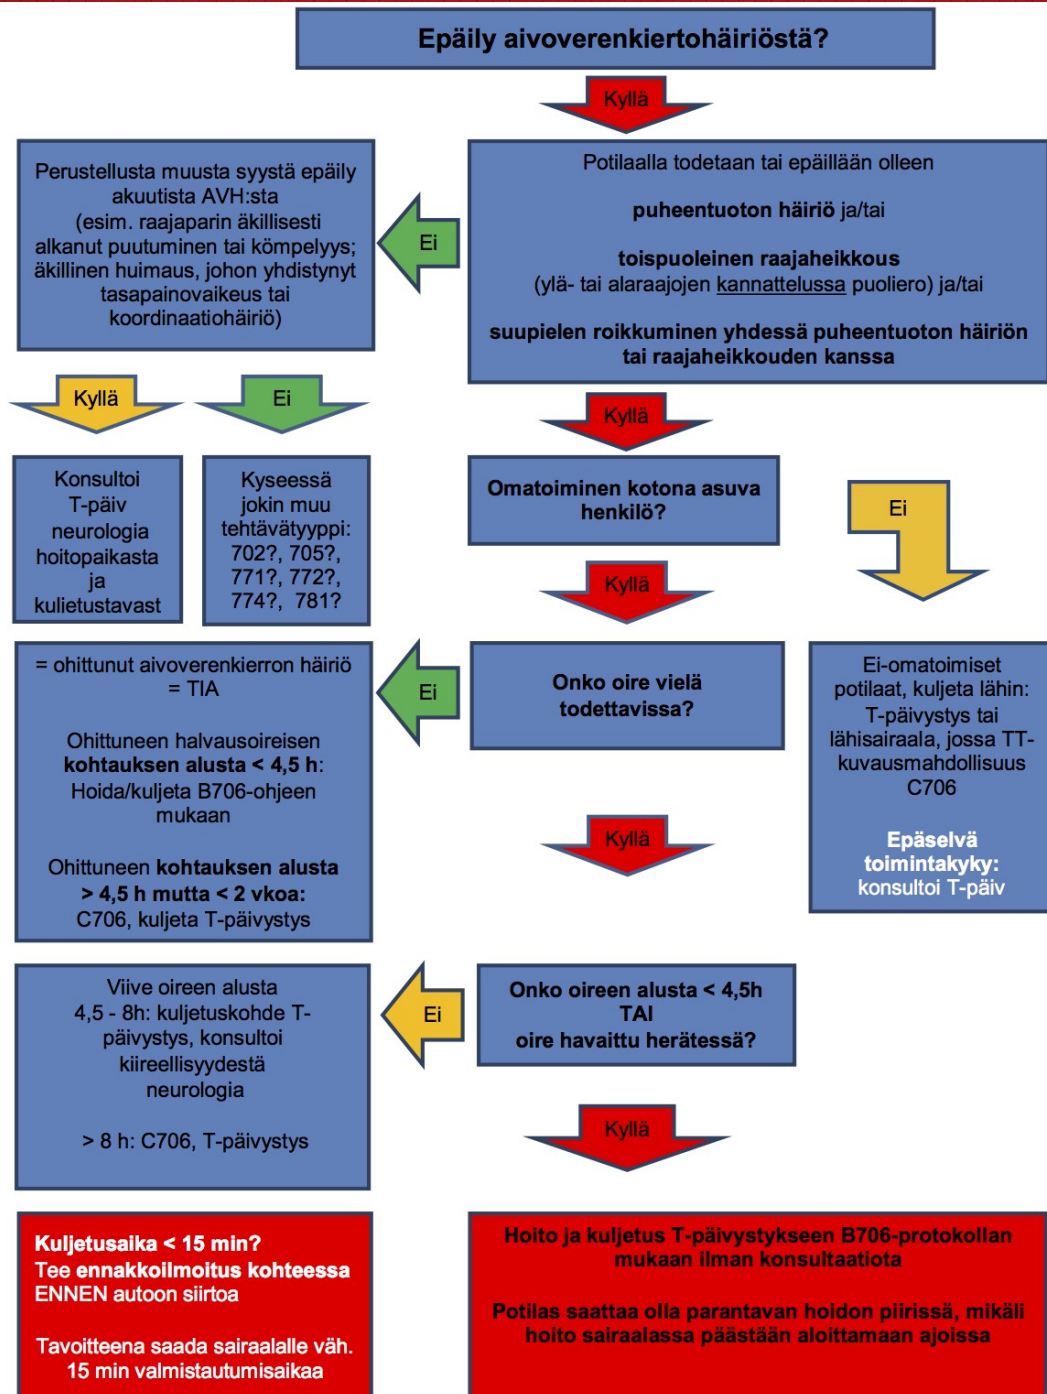 Epäily aivoverenkiertohäiriöstä?
Kyllä
Perustellusta muusta syystä epäily
akuutista AVH:sta
(esim. raajaparin äkillisesti
alkanut puutuminen tai kömpelyys;
äkillinen huimaus, johon yhdistynyt
tasapainovaikeus tai
koordinaatiohäiriö)
Ei
Potilaalla todetaan tai epäillään olleen
puheentuoton häiriö ja/tai
toispuoleinen raajaheikkous
(ylä- tai alaraajojen kannattelussa puoliero) ja/tai
suupielen roikkuminen yhdessä puheentuoton häiriön
tai raajaheikkouden kanssa
Kyllä
Ei
Kyllä
Konsultoi
T-päiv
neurologia
hoitopaikasta
ja
kulietustavast
Kyseessä
jokin muu
tehtävätyyppi:
702?, 705?,
771?, 772?,
774?, 781?
Omatoiminen kotona asuva
henkilö?
Ei
Kyllä
= ohittunut aivoverenkierron häiriö
= TIA
Ohittuneen halvausoireisen
kohtauksen alusta < 4,5 h:
Hoida/kuljeta B706-ohjeen
mukaan
Ohittuneen kohtauksen alusta
> 4,5 h mutta < 2 vkoa:
C706, kuljeta T-päivystys
Ei
Onko oire vielä
todettavissa?
Ei-omatoimiset
potilaat, kuljeta lähin:
T-päivystys tai
lähisairaala, jossa TT-
kuvausmahdollisuus
C706
Epäselvä
toimintakyky:
konsultoi T-päiv
Kyllä
Viive oireen alusta
4,5 - 8h: kuljetuskohde T-
päivystys, konsultoi
kiireellisyydestä
neurologia
> 8 h: C706, T-päivystys
Ei
Onko oireen alusta < 4,5h
TAI
oire havaittu herätessä?
Kyllä
Kuljetusaika < 15 min?
Tee ennakkoilmoitus kohteessa
ENNEN autoon siirtoa
Tavoitteena saada sairaalalle väh.
15 min valmistautumisaikaa
Hoito ja kuljetus T-päivystykseen B706-protokollan
mukaan ilman konsultaatiota
Potilas saattaa olla parantavan hoidon piirissä, mikäli
hoito sairaalassa päästään aloittamaan ajoissa